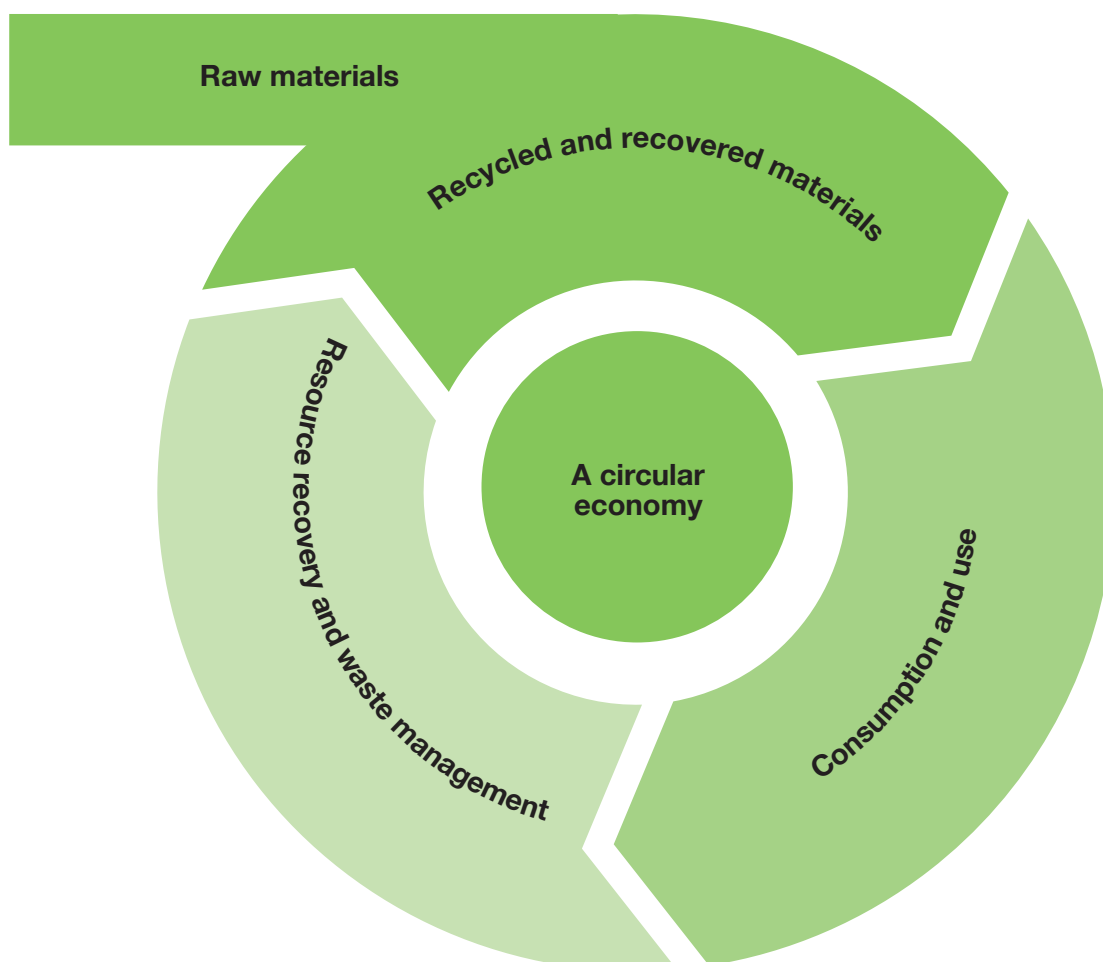 Raw materials
Recycled and recovered materials
Consumption and use
Resource recovery and waste management
A circular
economy